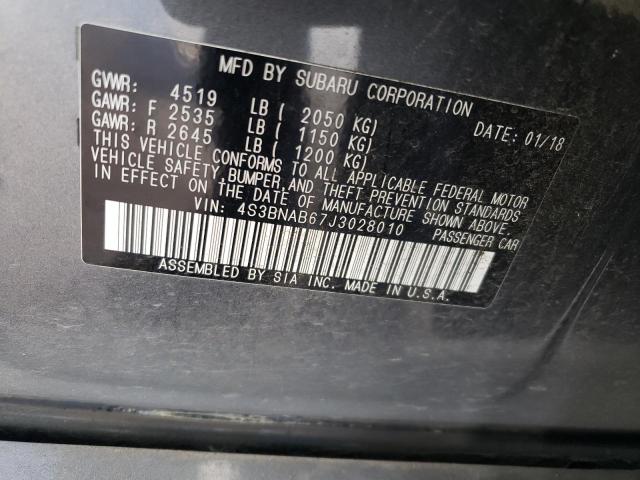 MFD BY SUBARU CORPORATION
GVWR: 4519 LB ( 2050 KG) DATE: 01/18
GAWR: F 2535 LB ( 1150 KG)
GAWR: R 2645 LB ( 1200 KG)
THIS VEHICLE CONFORMS TO ALL APPLICABLE FEDERAL MOTOR
VEHICLE SAFETY, BUMPER, AND THEFT PREVENTION STANDARDS
IN EFFECT ON THE DATE OF MANUFACTURE SHOWN ABOVE.
VIN: 4S3BNAB67J3028010 PASSENGER CAR
ASSEMBLED BY SIA INC. MADE IN U.S.A.